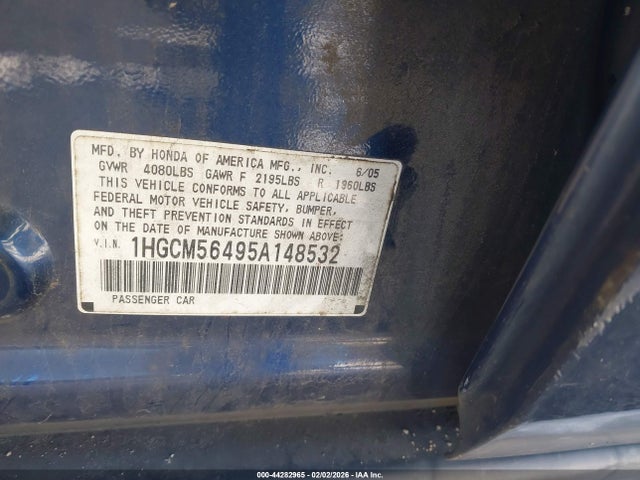 MFD. BY HONDA OF AMERICA MFG., INC. 6/05
GVWR 4080LBS GAWR F 2195LBS R 1960LBS
THIS VEHICLE CONFORMS TO ALL APPLICABLE
FEDERAL MOTOR VEHICLE SAFETY, BUMPER,
AND THEFT PREVENTION STANDARDS IN EFFECT
ON THE DATE OF MANUFACTURE SHOWN ABOVE.
V.I.N. 1HGCM56495A148532
PASSENGER CAR
000-44282965 - 02/02/2026 - IAA Inc.